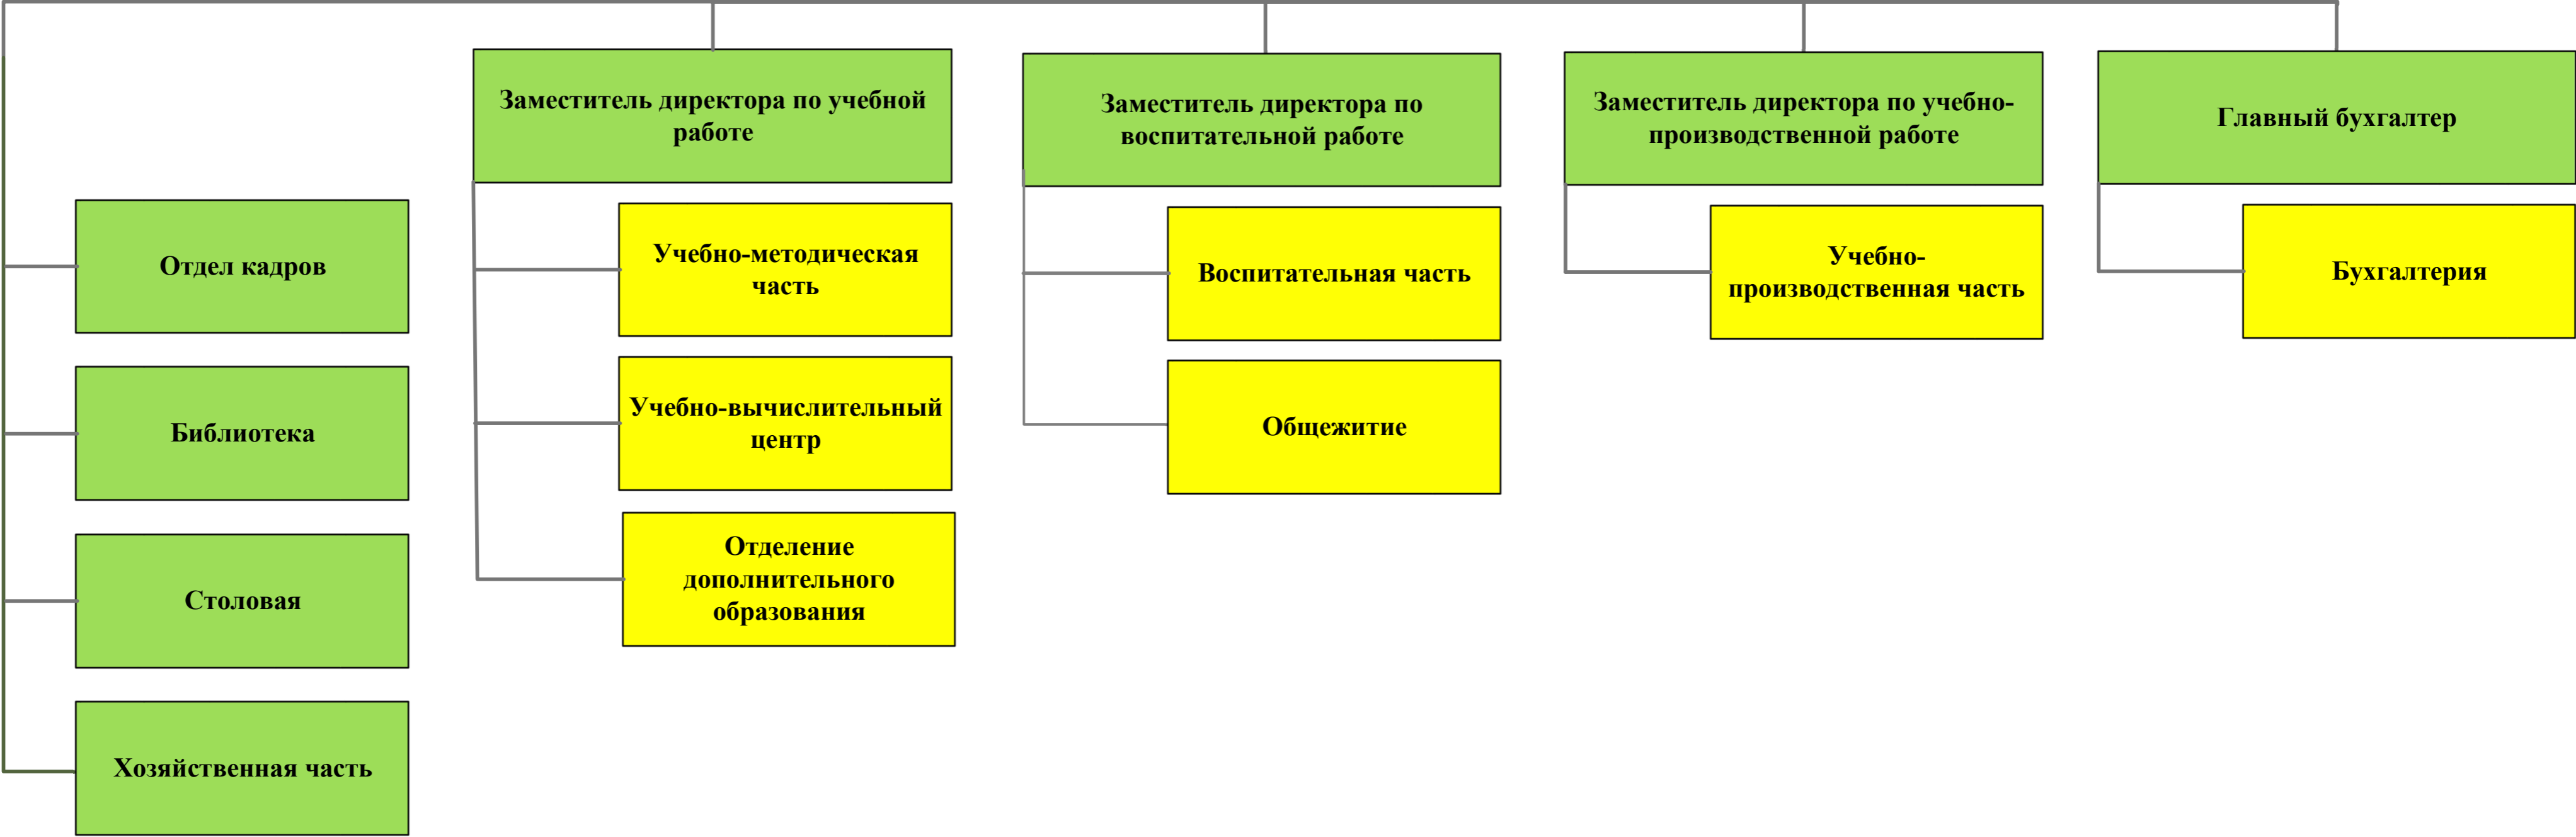 Заместитель директора по учебной
работе
Заместитель директора по
воспитательной работе
Заместитель директора по учебно-
производственной работе
Главный бухгалтер
Отдел кадров
Библиотека
Столовая
Хозяйственная часть
Учебно-методическая
часть
Учебно-вычислительный
центр
Отделение
дополнительного
образования
Воспитательная часть
Общежитие
Учебно-
производственная часть
Бухгалтерия